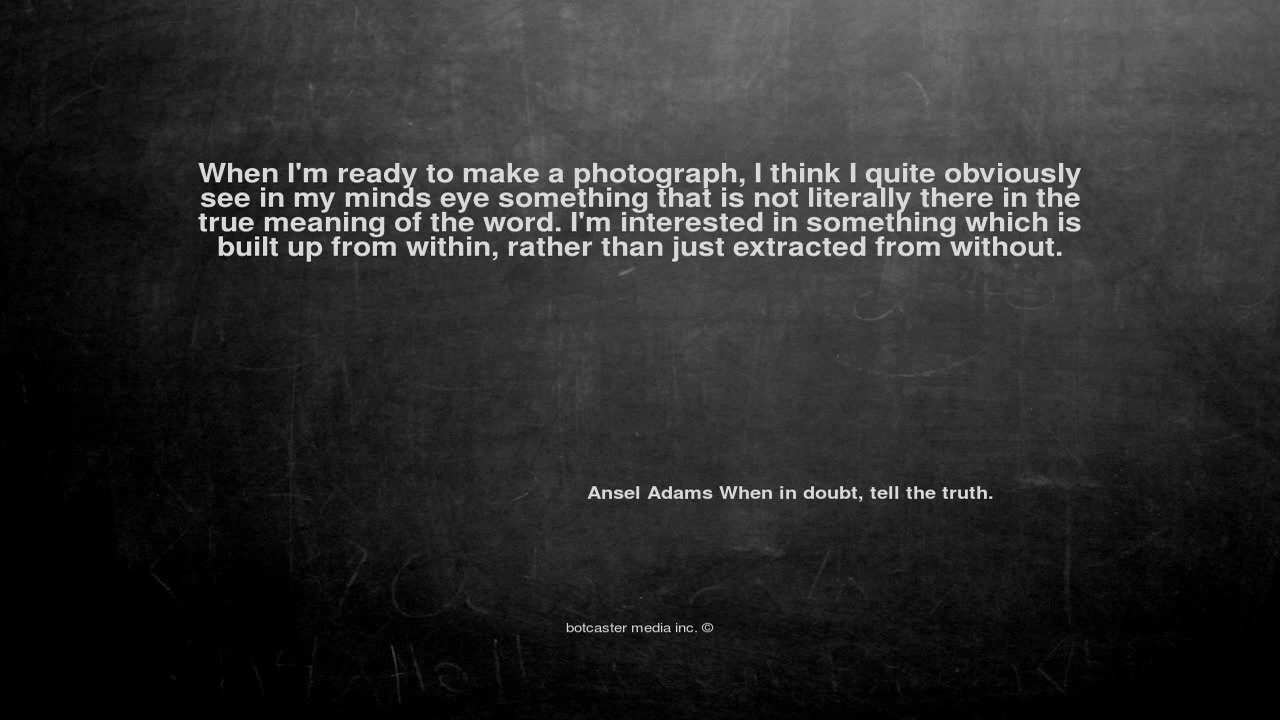 When I'm ready to make a photograph, I think I quite obviously
see in my minds eye something that is not literally there in the
true meaning of the word. I'm interested in something which is
built up from within, rather than just extracted from without.
Ansel Adams When in doubt, tell the truth.
botcaster media inc. ©